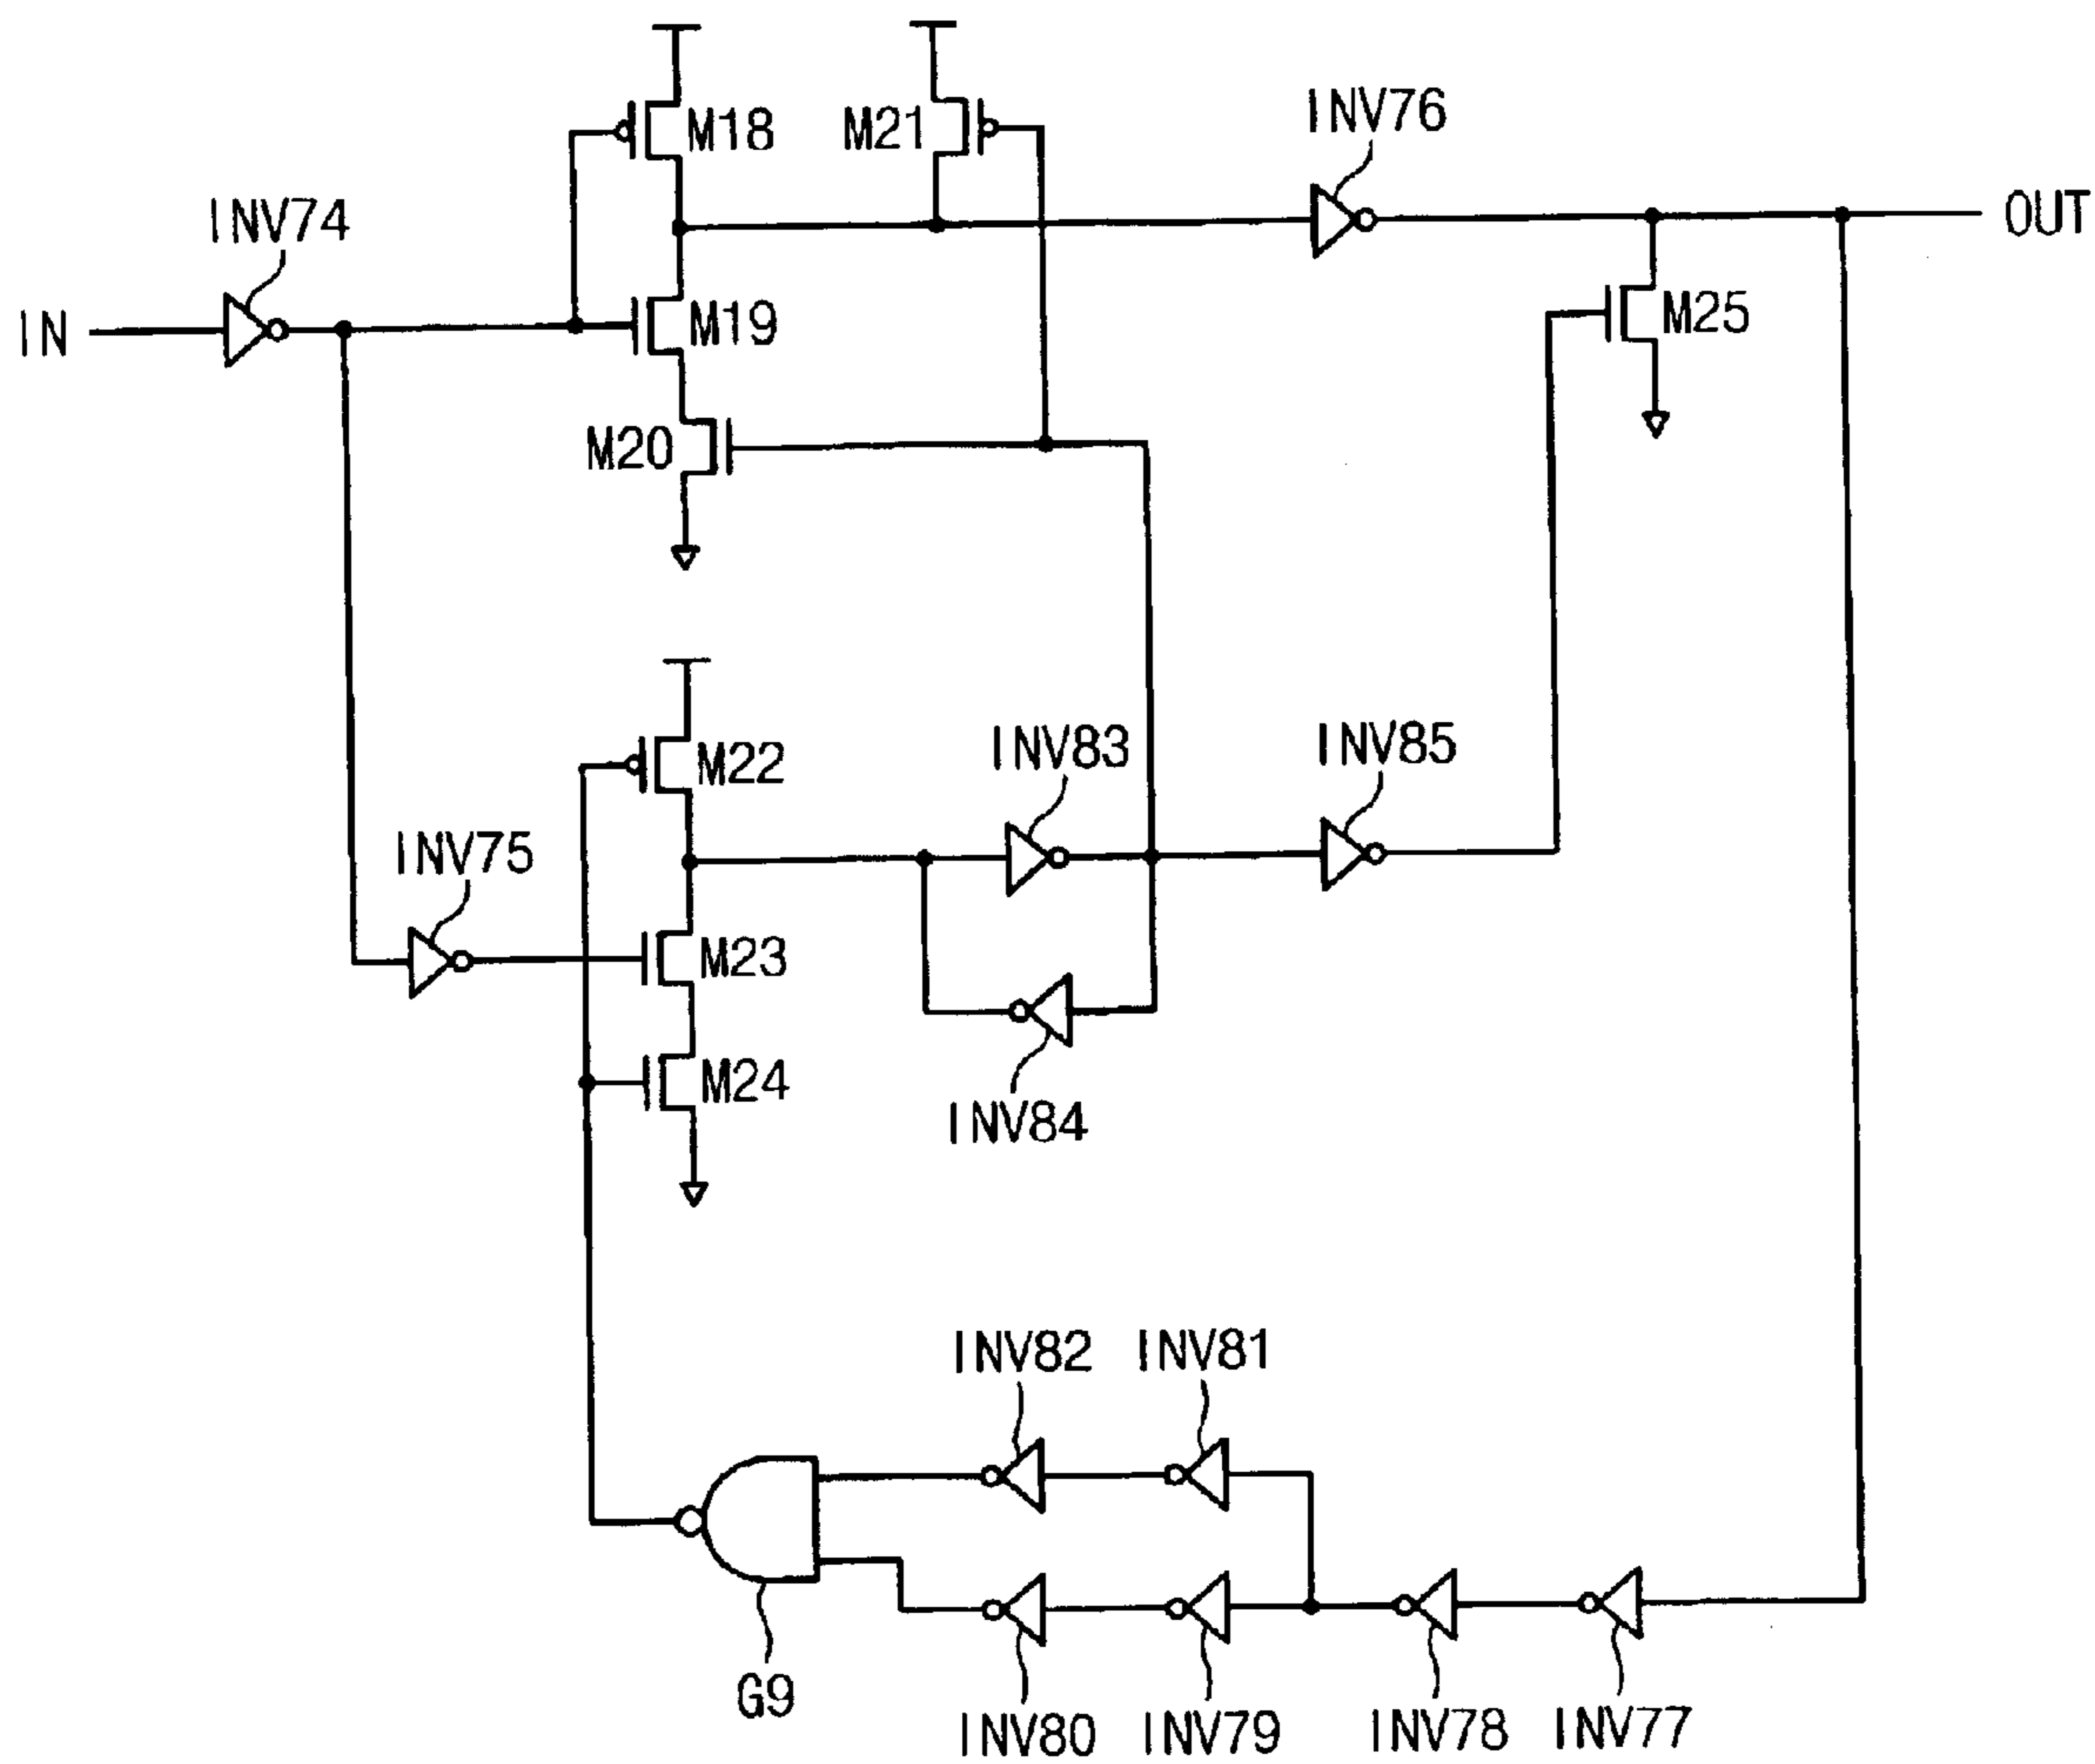 INV76
M18
M21
OUT
INV74
IN
M19
M25
M20
INV83
INV85
M22
INV75
M23
M24
INV84
INV82
INV81
G9
INV80
INV79
INV78
INV77